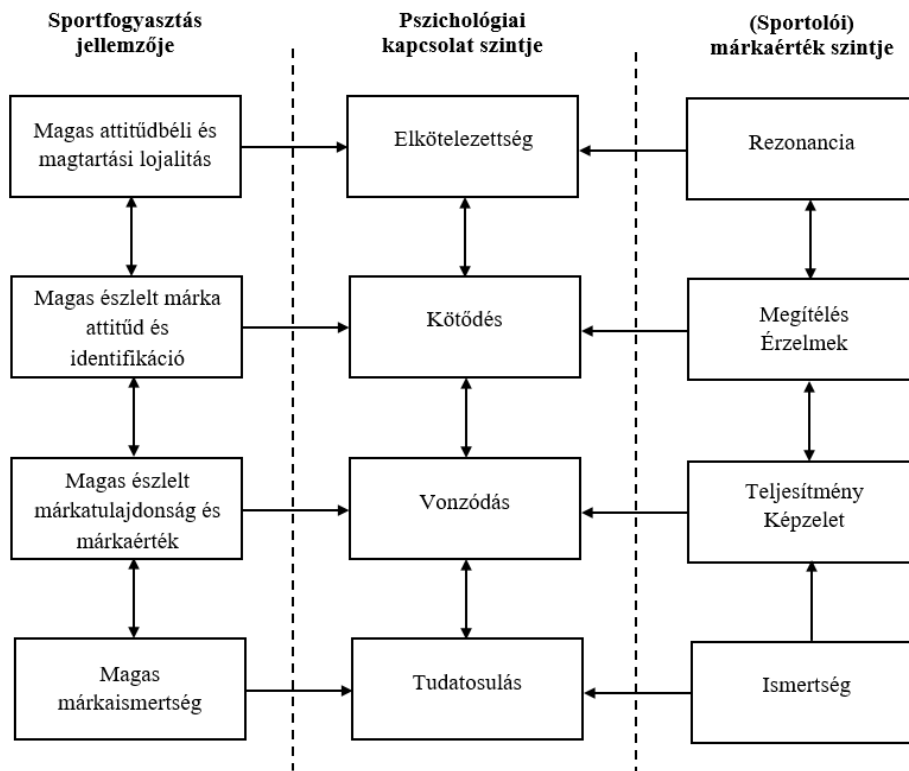 Sportfogyasztás
jellemzője
Pszichológiai
kapcsolat szintje
(Sportolói)
márkaérték szintje
Magas attitűdbéli és
magtartási lojalitás
Elkötelezettség
Rezonancia
Magas észlelt márka
attitűd és
identifikáció
Kötődés
Megítélés
Érzelmek
Magas észlelt
márkatulajdonság és
márkaérték
Vonzódás
Teljesítmény
Képzelet
Magas
márkaismertség
Tudatosulás
Ismertség